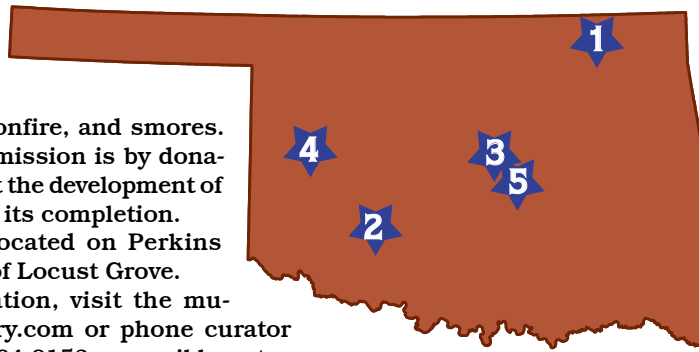 onfire, and smores.
mission is by dona-
t the development of
its completion.
ocated on Perkins
of Locust Grove.
ation, visit the mu-
ry.com or phone curator
1
4
3
5
2